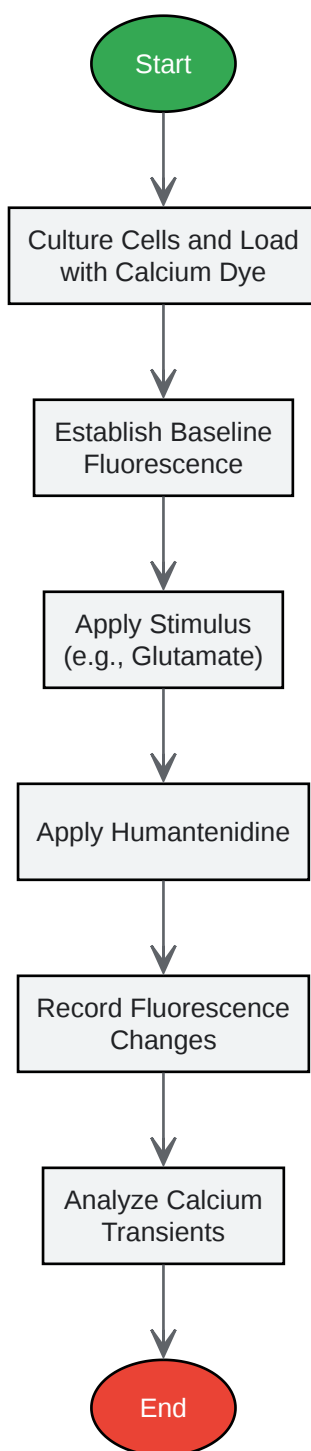 Start
Culture Cells and Load
with Calcium Dye
Establish Baseline
Fluorescence
Apply Stimulus
(e.g., Glutamate)
Apply Humantenidine
Record Fluorescence
Changes
Analyze Calcium
Transients
End